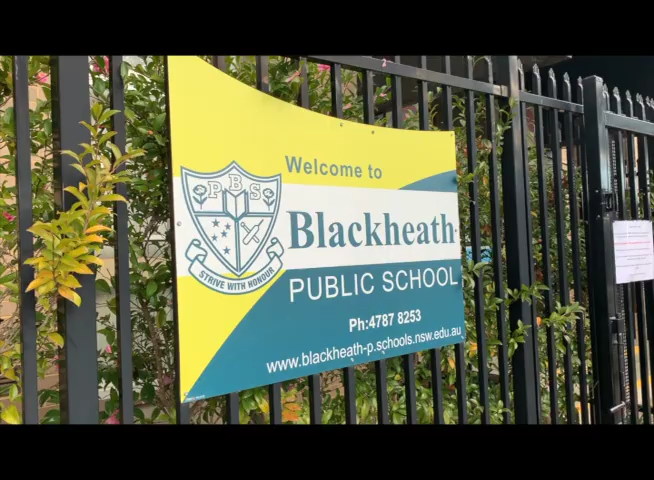 Welcome to
PBS
STRIVE WITH HONOUR
Blackheath
PUBLIC SCHOOL
Ph:4787 8253
www.blackheath-p.schools.nsw.edu.au